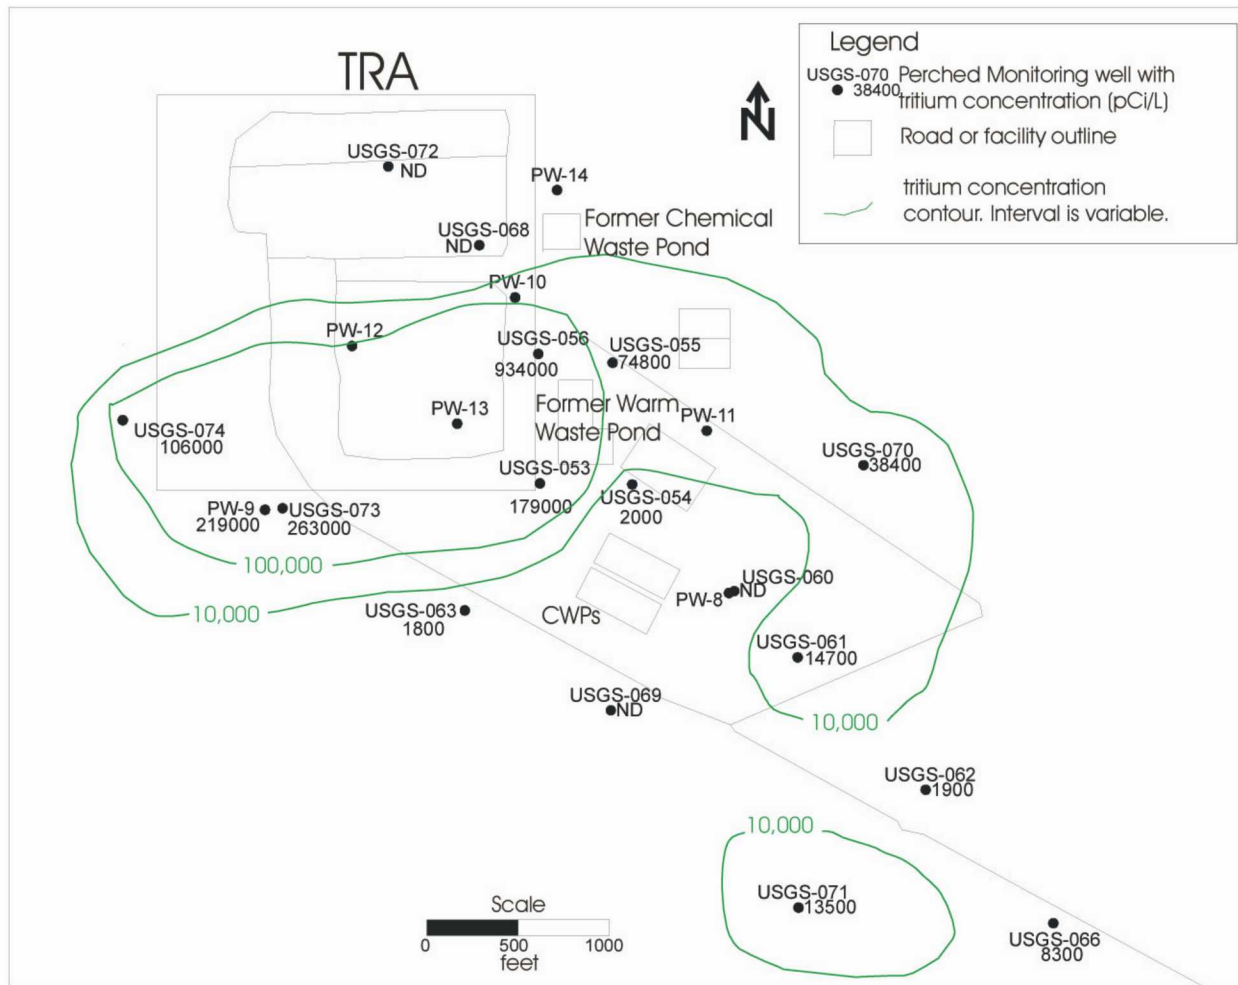 Legend
USGS-070
38400
Perched Monitoring well with
tritium concentration (pCi/L)
Road or facility outline
tritium concentration
contour. Interval is variable.
TRA
N
USGS-072
ND
PW-14
Former Chemical
Waste Pond
USGS-068
ND
PW-10
PW-12
USGS-056
934000
USGS-055
74800
PW-13
Former Warm
Waste Pond
PW-11
USGS-074
106000
USGS-070
38400
USGS-053
179000
USGS-054
2000
PW-9
219000
USGS-073
263000
100,000
10,000
USGS-060
ND
PW-8
USGS-063
1800
CWPs
USGS-061
14700
USGS-069
ND
10,000
USGS-062
1900
10,000
USGS-071
13500
USGS-066
8300
Scale
0 500 1000
feet